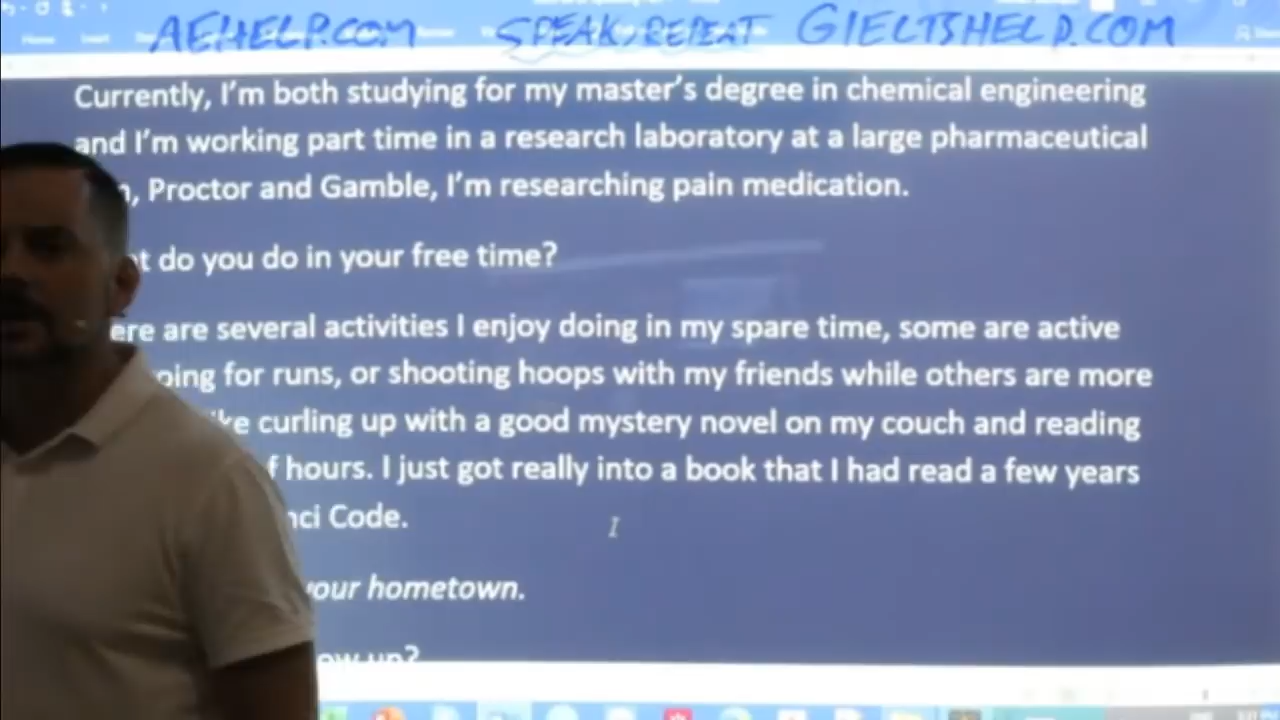 AEHELP.COM SPEAK, REPEAT GIELTSHELP.COM
Currently, I'm both studying for my master's degree in chemical engineering
and I'm working part time in a research laboratory at a large pharmaceutical
Proctor and Gamble, I'm researching pain medication.
do you do in your free time?
are several activities I enjoy doing in my spare time, some are active
for runs, or shooting hoops with my friends while others are more
curling up with a good mystery novel on my couch and reading
hours. I just got really into a book that I had read a few years
Code.
your hometown.
up?